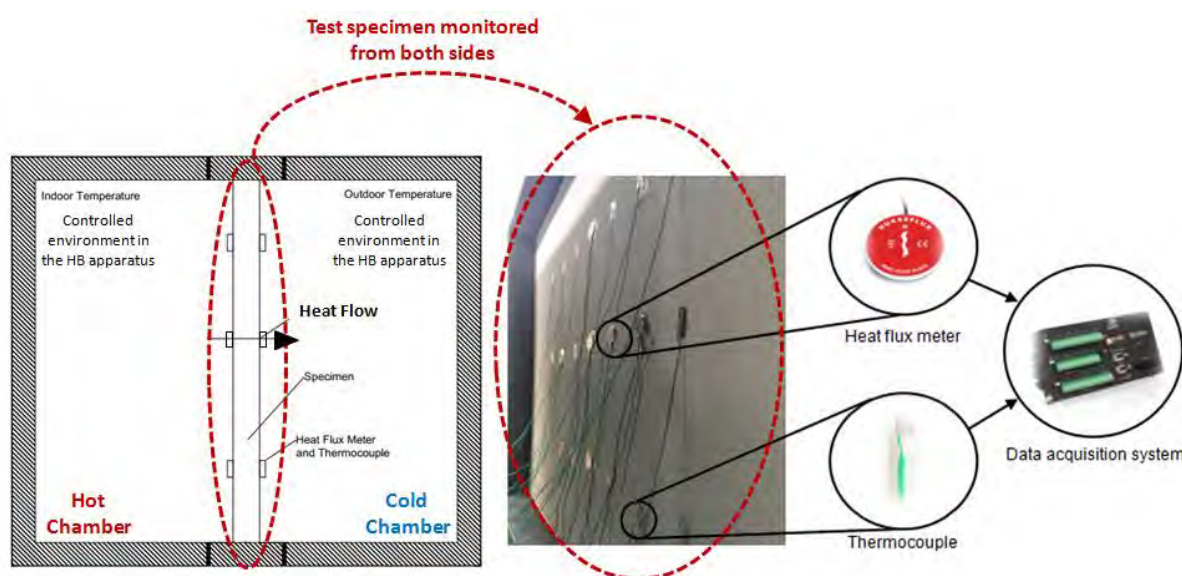 Test specimen monitored
from both sides
Indoor Temperature
Controlled
environment in
the HB apparatus
Outdoor Temperature
Controlled
environment in
the HB apparatus
Heat Flow
Specimen
Heat Flux Meter
and Thermocouple
Hot
Chamber
Cold
Chamber
HUKSEFLUX
Heat flux meter
Data acquisition system
Thermocouple